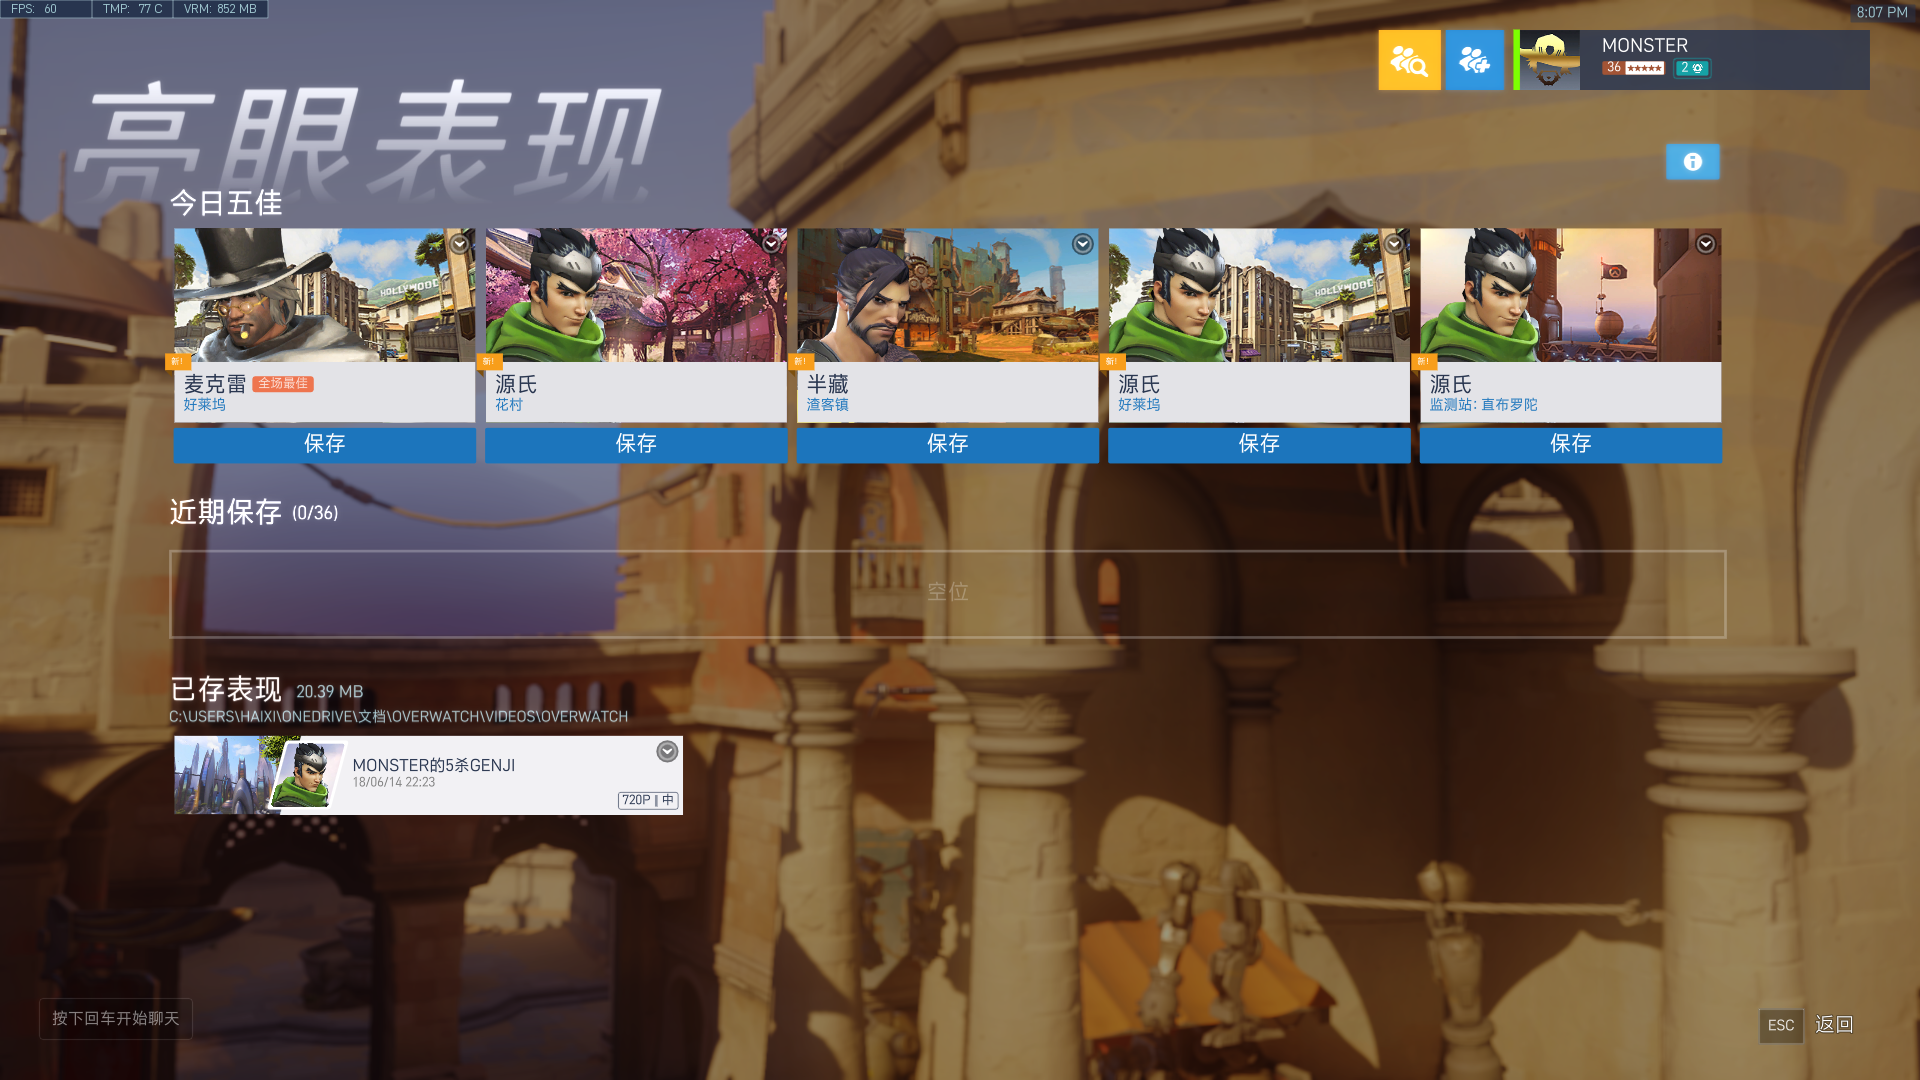 FPS: 60 TMP: 77 C VRM: 852 MB
8:07 PM
MONSTER
36 ★★★★★ 2
亮眼表现
今日五佳
HOLLYWOOD
HOLLYWOOD
新! 新! 新! 新! 新!
麦克雷 全场最佳
好莱坞
源氏
花村
半藏
渣客镇
源氏
好莱坞
源氏
监测站: 直布罗陀
保存 保存 保存 保存 保存
近期保存 (0/36)
空位
已存表现 20.39 MB
C:\USERS\HAIXI\ONEDRIVE\文档\OVERWATCH\VIDEOS\OVERWATCH
MONSTER的5杀GENJI
18/06/14 22:23
720P || 中
按下回车开始聊天
ESC 返回